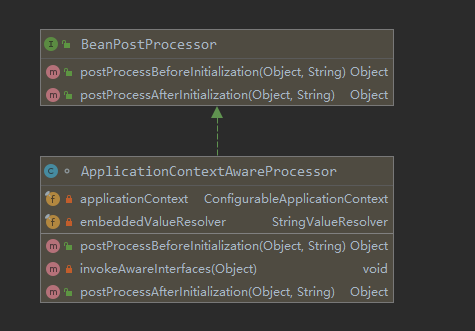 BeanPostProcessor
postProcessBeforeInitialization(Object, String) Object
postProcessAfterInitialization(Object, String) Object
ApplicationContextAwareProcessor
applicationContext ConfigurableApplicationContext
embeddedValueResolver StringValueResolver
postProcessBeforeInitialization(Object, String) Object
invokeAwareInterfaces(Object) void
postProcessAfterInitialization(Object, String) Object